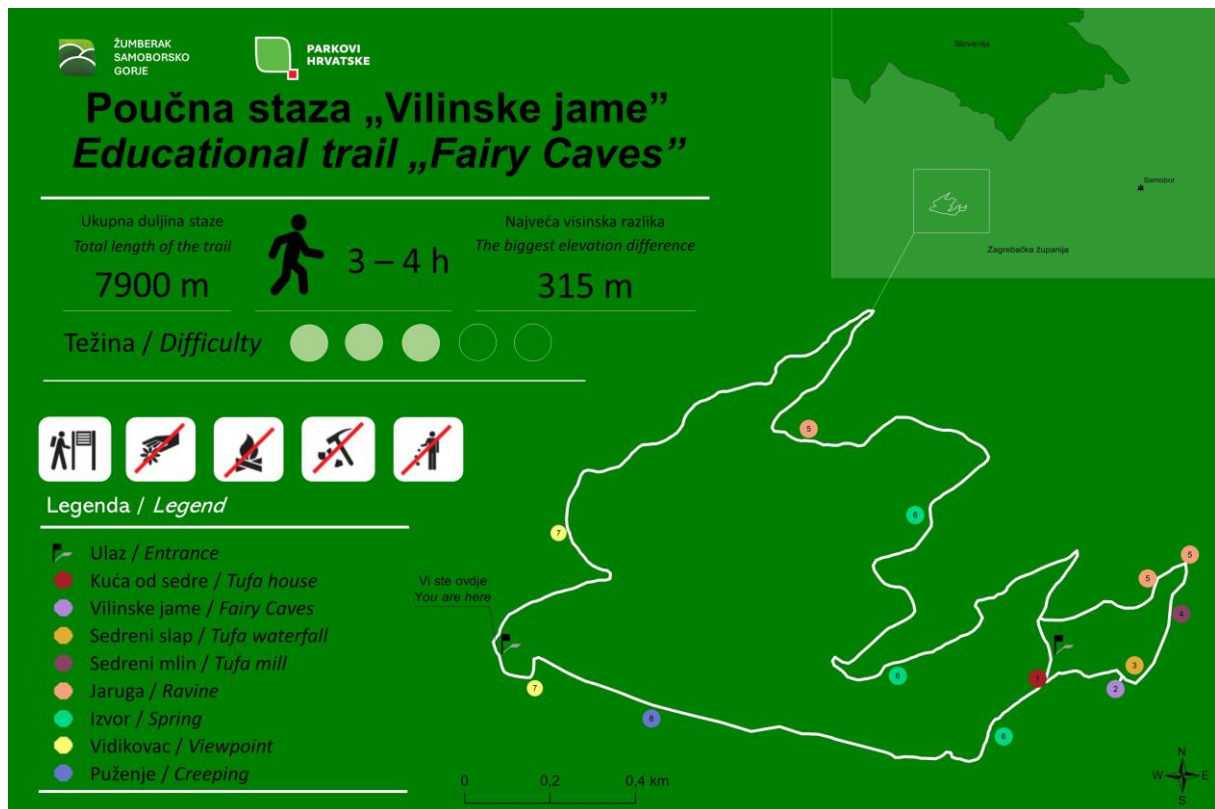 ŽUMBERAK
SAMOBORSKO
GORJE
PARKOVI
HRVATSKE
Poučna staza „Vilinske jame”
Educational trail „Fairy Caves”
Ukupna duljina staze
Total length of the trail
7900 m
3 – 4 h
Najveća visinska razlika
The biggest elevation difference
315 m
Težina / Difficulty
Legenda / Legend
Ulaz / Entrance
Kuća od sedre / Tufa house
Vilinske jame / Fairy Caves
Sedreni slap / Tufa waterfall
Sedreni mlin / Tufa mill
Jaruga / Ravine
Izvor / Spring
Vidikovac / Viewpoint
Puženje / Creeping
Slovenija
Samobor
Zagrebačka županija
5
6
7
5
5
Vi ste ovdje
You are here
4
3
6
1
2
7
8
6
0 0,2 0,4 km
N
W E
S